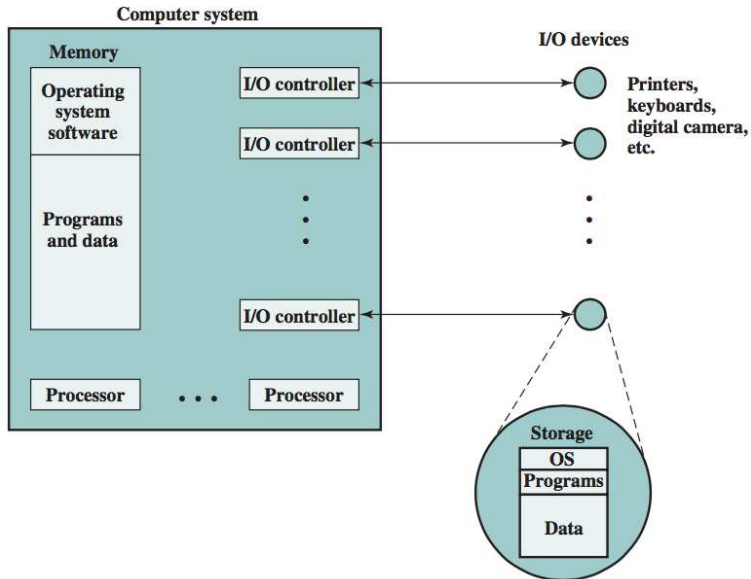 Computer system
Memory
Operating
system
software
Programs
and data
I/O controller
I/O controller
I/O controller
Processor
Processor
I/O devices
Printers,
keyboards,
digital camera,
etc.
Storage
OS
Programs
Data